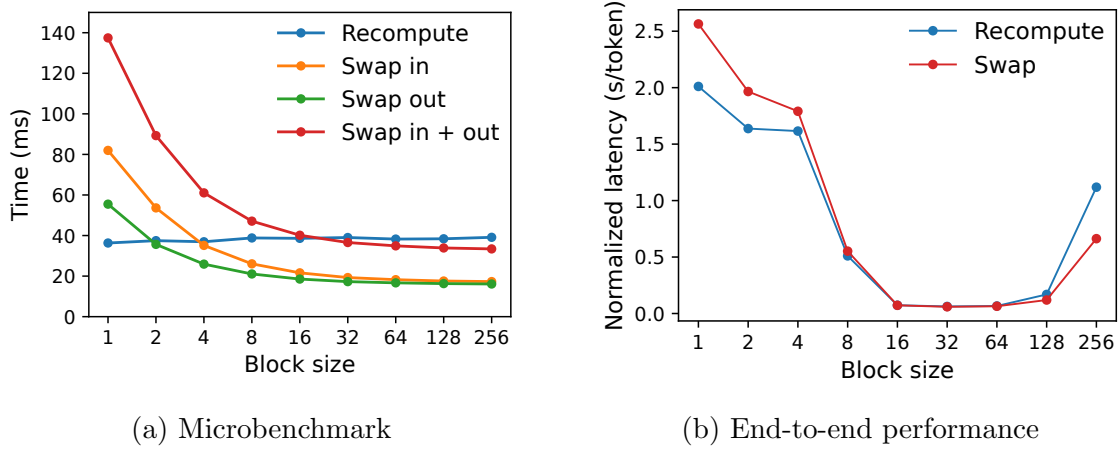 140
120
100
80
60
40
20
0
Time (ms)
Recompute
Swap in
Swap out
Swap in + out
1 2 4 8 16 32 64 128 256
Block size
(a) Microbenchmark
2.5
2.0
1.5
1.0
0.5
0.0
Normalized latency (s/token)
Recompute
Swap
1 2 4 8 16 32 64 128 256
Block size
(b) End-to-end performance